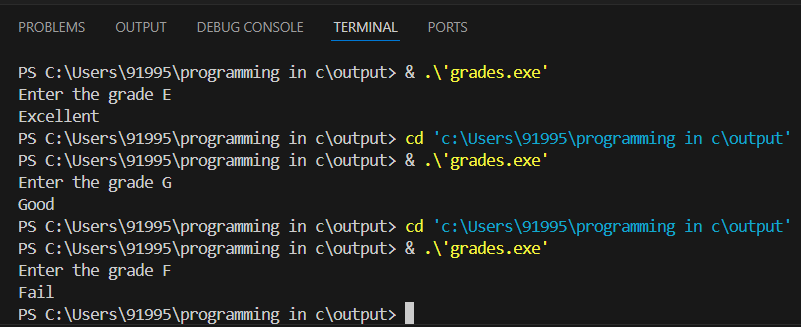 PROBLEMS OUTPUT DEBUG CONSOLE TERMINAL PORTS
PS C:\Users\91995\programming in c\output> & .\'grades.exe'
Enter the grade E
Excellent
PS C:\Users\91995\programming in c\output> cd 'c:\Users\91995\programming in c\output'
PS C:\Users\91995\programming in c\output> & .\'grades.exe'
Enter the grade G
Good
PS C:\Users\91995\programming in c\output> cd 'c:\Users\91995\programming in c\output'
PS C:\Users\91995\programming in c\output> & .\'grades.exe'
Enter the grade F
Fail
PS C:\Users\91995\programming in c\output>